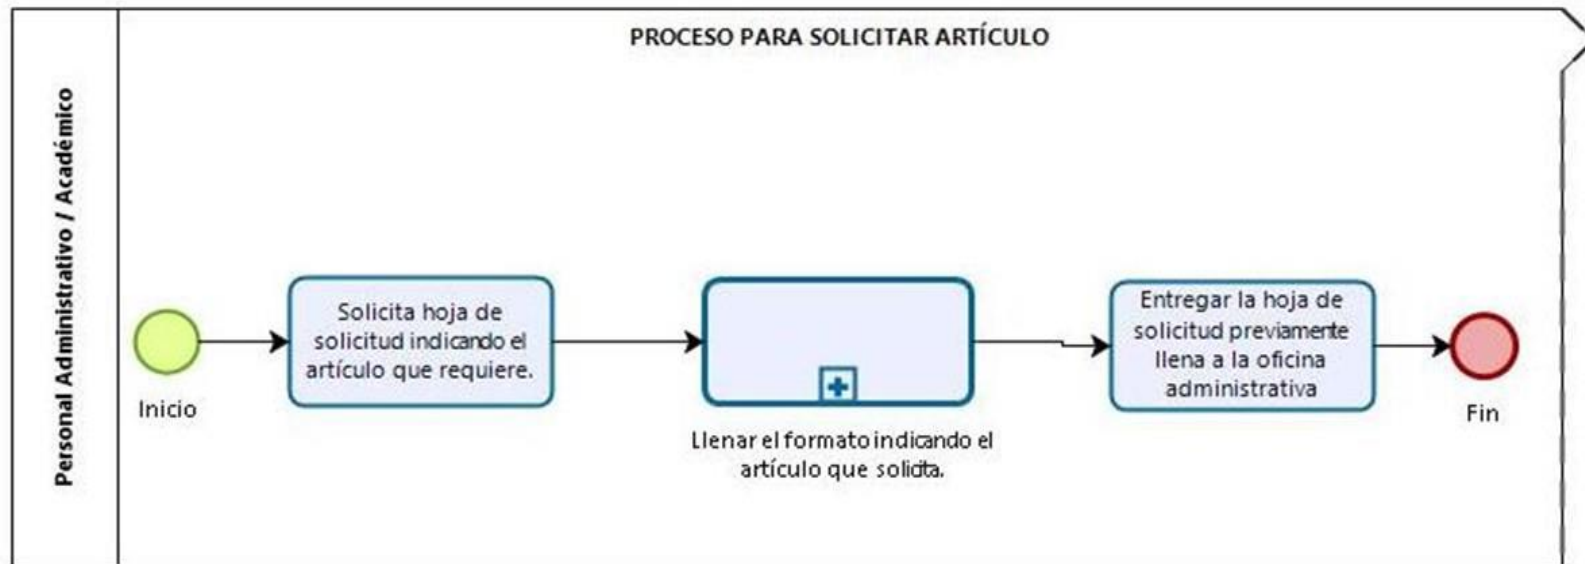 PROCESO PARA SOLICITAR ARTÍCULO
Personal Administrativo / Académico
Inicio
Solicita hoja de
solicitud indicando el
artículo que requiere.
Llenar el formato indicando el
artículo que solicita.
Entregar la hoja de
solicitud previamente
llena a la oficina
administrativa
Fin